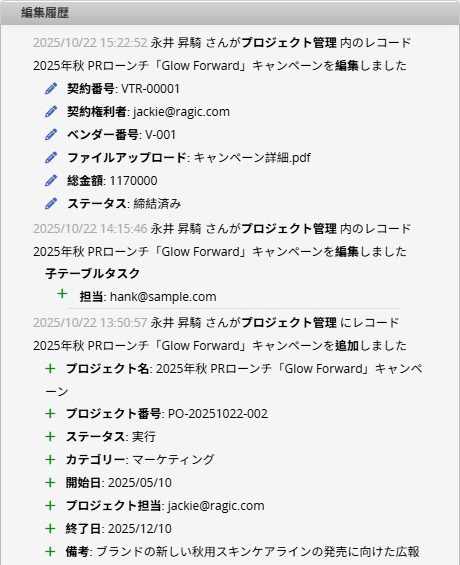 編集履歴
2025/10/22 15:22:52 永井 昇騎 さんがプロジェクト管理 内のレコード
2025年秋 PRローンチ「Glow Forward」キャンペーンを編集しました
契約番号: VTR-00001
契約権利者: jackie@ragic.com
ベンダー番号: V-001
ファイルアップロード: キャンペーン詳細.pdf
総金額: 1170000
ステータス: 締結済み
2025/10/22 14:15:46 永井 昇騎 さんがプロジェクト管理 内のレコード
2025年秋 PRローンチ「Glow Forward」キャンペーンを編集しました
子テーブルタスク
+ 担当: hank@sample.com
2025/10/22 13:50:57 永井 昇騎 さんがプロジェクト管理 にレコード
2025年秋 PRローンチ「Glow Forward」キャンペーンを追加しました
+ プロジェクト名: 2025年秋 PRローンチ「Glow Forward」キャンペ
ーン
+ プロジェクト番号: PO-20251022-002
+ ステータス: 実行
+ カテゴリー: マーケティング
+ 開始日: 2025/05/10
+ プロジェクト担当: jackie@ragic.com
+ 終了日: 2025/12/10
+ 備考: ブランドの新しい秋用スキンケアラインの発売に向けた広報